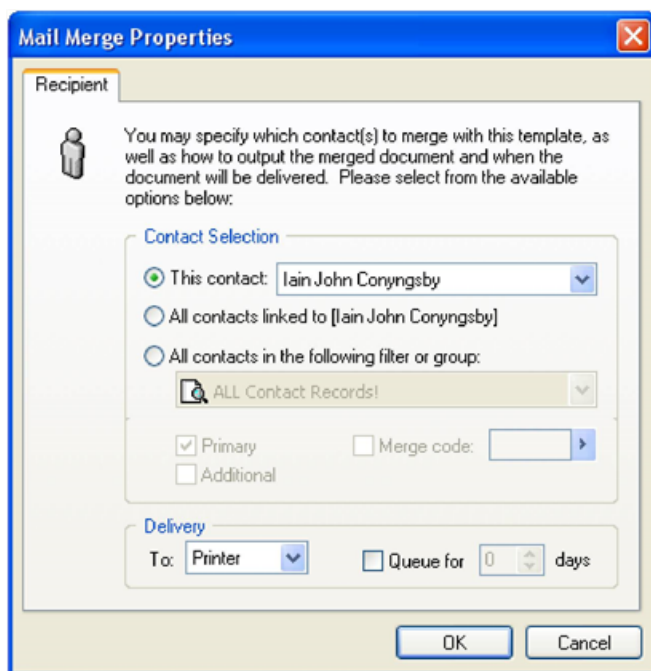 Mail Merge Properties
Recipient
You may specify which contact(s) to merge with this template, as
well as how to output the merged document and when the
document will be delivered. Please select from the available
options below:
Contact Selection
This contact: Iain John Conyngsby
All contacts linked to [Iain John Conyngsby]
All contacts in the following filter or group:
ALL Contact Records!
Primary Merge code:
Additional
Delivery
To: Printer Queue for 0 days
OK Cancel